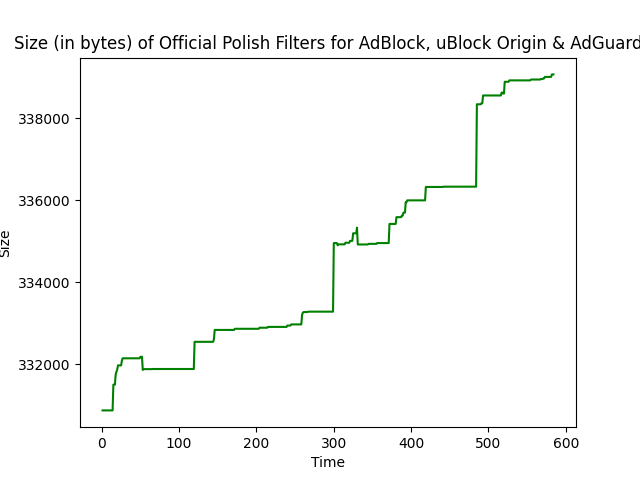 Size (in bytes) of Official Polish Filters for AdBlock, uBlock Origin & AdGuard
Size
338000
336000
334000
332000
0 100 200 300 400 500 600
Time